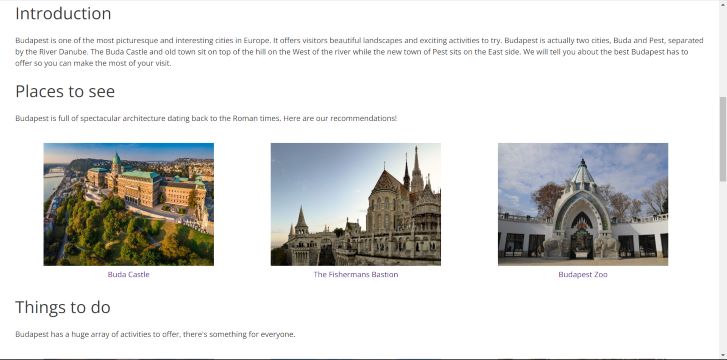 Introduction
Budapest is one of the most picturesque and interesting cities in Europe. It offers visitors beautiful landscapes and exciting activities to try. Budapest is actually two cities, Buda and Pest, separated
by the River Danube. The Buda Castle and old town sit on top of the hill on the West of the river while the new town of Pest sits on the East side. We will tell you about the best Budapest has to
offer so you can make the most of your visit.
Places to see
Budapest is full of spectacular architecture dating back to the Roman times. Here are our recommendations!
Buda Castle
The Fishermans Bastion
Budapest Zoo
Things to do
Budapest has a huge array of activities to offer, there's something for everyone.